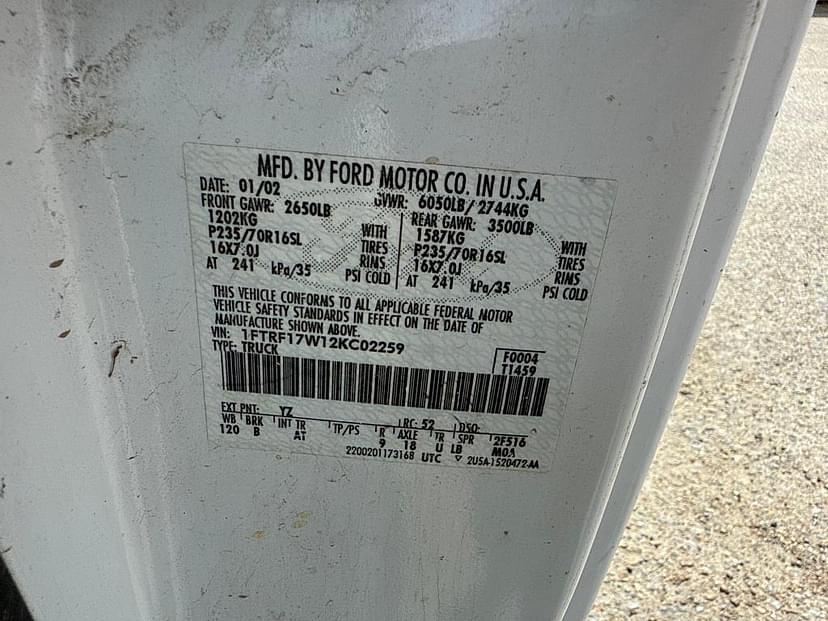 MFD. BY FORD MOTOR CO. IN U.S.A.
DATE: 01/02 GVWR: 6050LB/2744KG
FRONT GAWR: 2650LB REAR GAWR: 3500LB
1202KG 1587KG
P235/70R16SL WITH TIRES P235/70R16SL WITH TIRES
16X7.0J RIMS 16X7.0J RIMS
AT 241 kPa/35 PSI COLD AT 241 kPa/35 PSI COLD
THIS VEHICLE CONFORMS TO ALL APPLICABLE FEDERAL MOTOR
VEHICLE SAFETY STANDARDS IN EFFECT ON THE DATE OF
MANUFACTURE SHOWN ABOVE.
VIN: 1FTRF17W12KC02259
TYPE: TRUCK F0004
T1459
EXT PNT: YZ RC: 52 DSO:
WB BRK INT TR TP/PS R AXLE TR SPR 2F516
120 B AT 9 18 U LB M0A
2200201173168 UTC ▽ 2U5A-1520472-AA